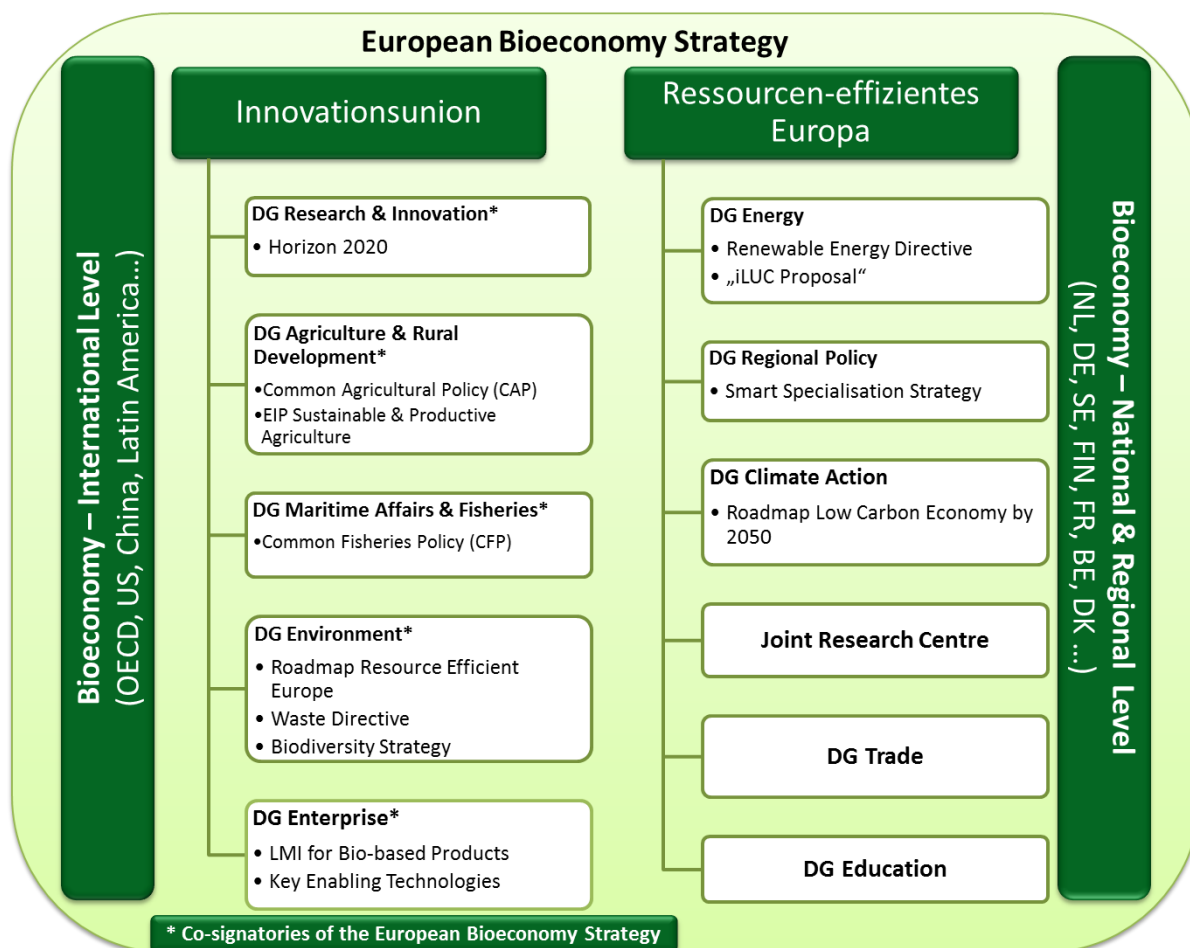 European Bioeconomy Strategy
Bioeconomy – International Level
(OECD, US, China, Latin America...)
Innovationsunion
DG Research & Innovation*
• Horizon 2020
DG Agriculture & Rural
Development*
•Common Agricultural Policy (CAP)
•EIP Sustainable & Productive
Agriculture
DG Maritime Affairs & Fisheries*
•Common Fisheries Policy (CFP)
DG Environment*
• Roadmap Resource Efficient
Europe
• Waste Directive
• Biodiversity Strategy
DG Enterprise*
• LMI for Bio-based Products
• Key Enabling Technologies
Ressourcen-effizientes
Europa
DG Energy
• Renewable Energy Directive
• „iLUC Proposal“
DG Regional Policy
• Smart Specialisation Strategy
DG Climate Action
• Roadmap Low Carbon Economy by
2050
Joint Research Centre
DG Trade
DG Education
Bioeconomy – National & Regional Level
(NL, DE, SE, FIN, FR, BE, DK ...)
* Co-signatories of the European Bioeconomy Strategy